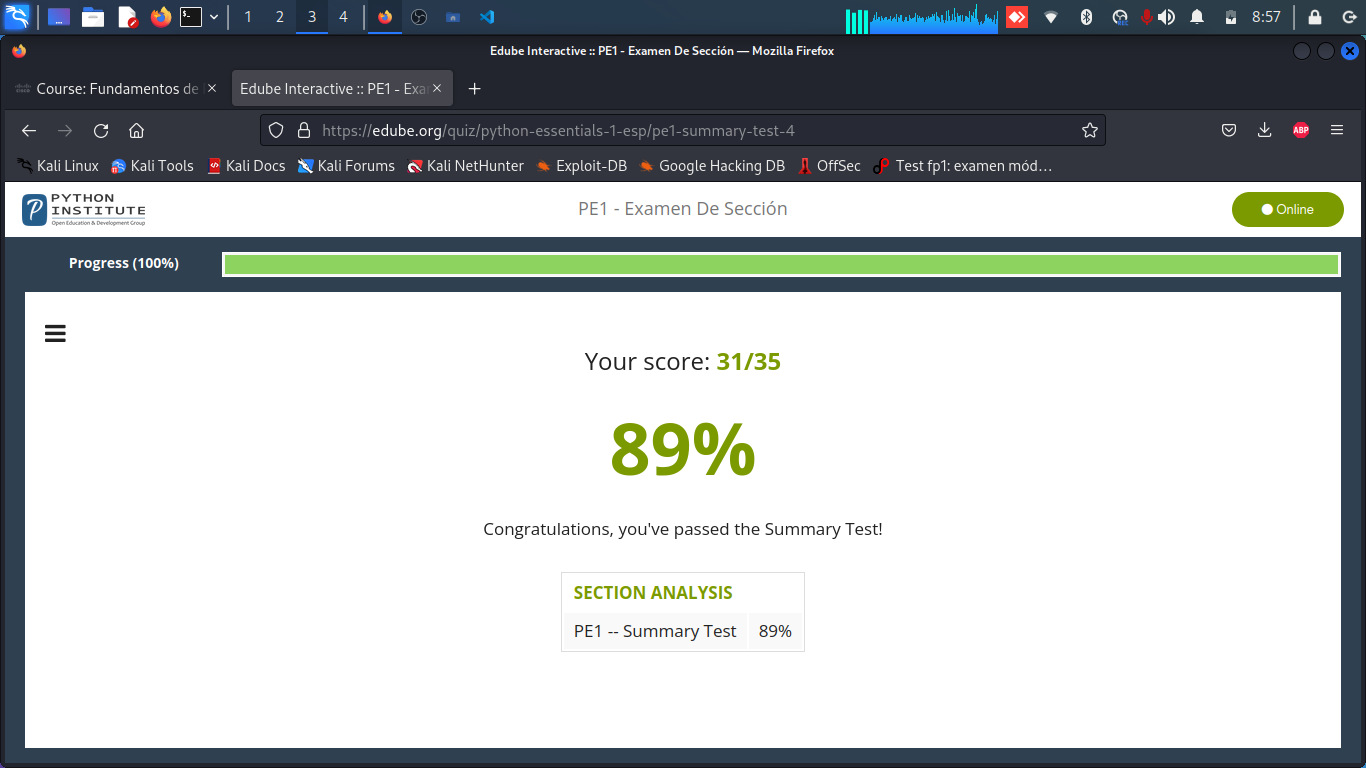 1 2 3 4 8:57
Edube Interactive :: PE1 - Examen De Sección — Mozilla Firefox
Course: Fundamentos de
Edube Interactive :: PE1 - Exa
https://edube.org/quiz/python-essentials-1-esp/pe1-summary-test-4
ABP
Kali Linux Kali Tools Kali Docs Kali Forums Kali NetHunter Exploit-DB Google Hacking DB OffSec Test fp1: examen mód…
PYTHON
INSTITUTE
Open Education & Development Group
PE1 - Examen De Sección
Online
Progress (100%)
Your score: 31/35
89%
Congratulations, you've passed the Summary Test!
SECTION ANALYSIS
PE1 -- Summary Test 89%